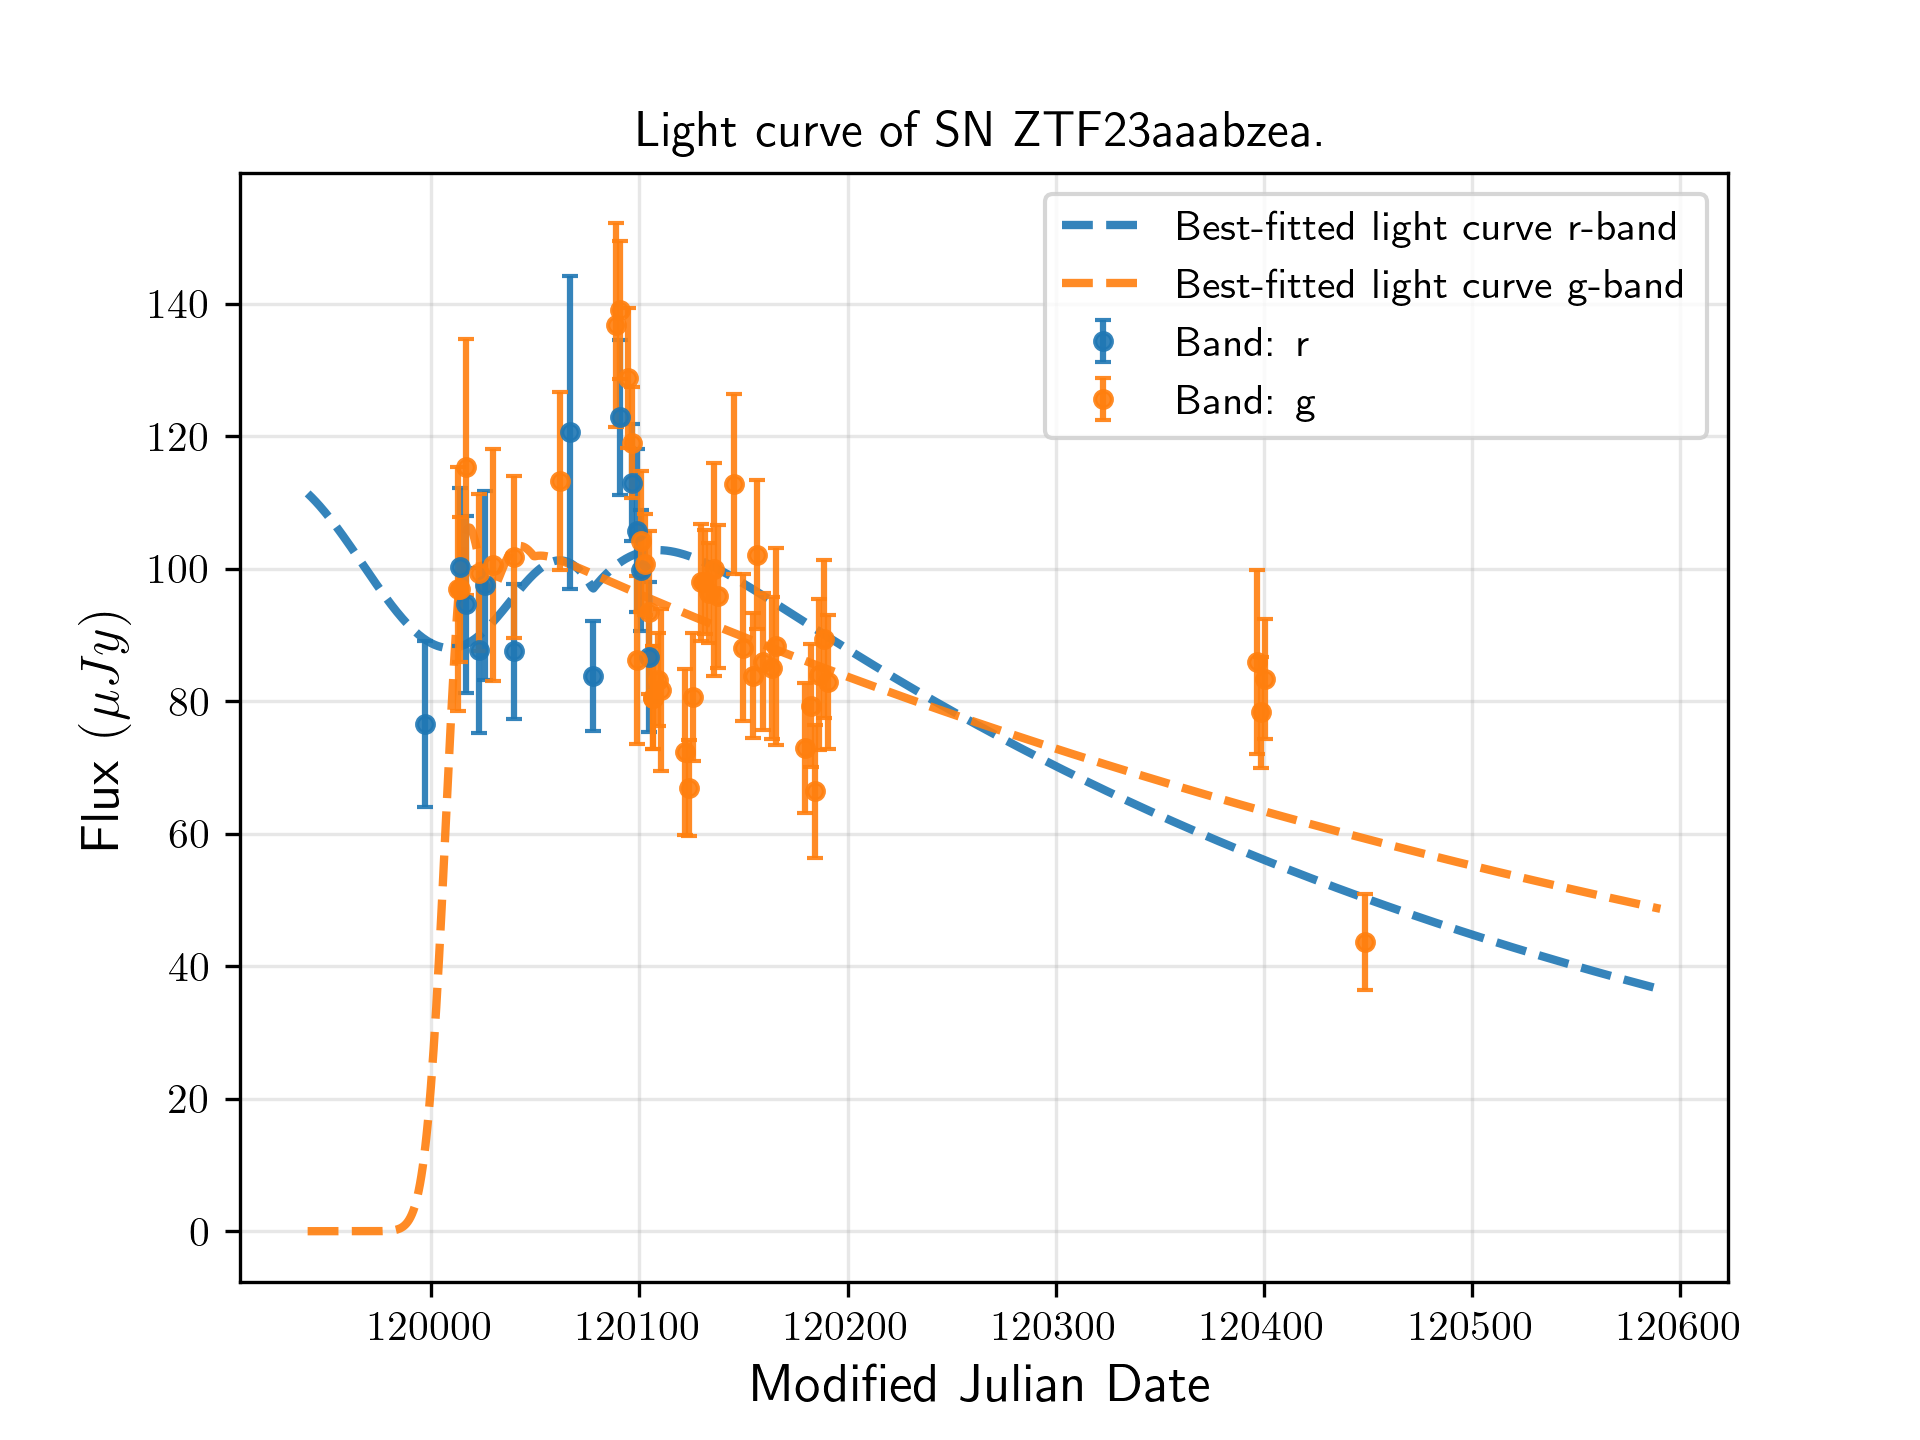 Light curve of SN ZTF23aaabzea.
Best-fitted light curve r-band
Best-fitted light curve g-band
Band: r
Band: g
140
120
100
80
60
40
20
0
Flux (μJy)
120000 120100 120200 120300 120400 120500 120600
Modified Julian Date